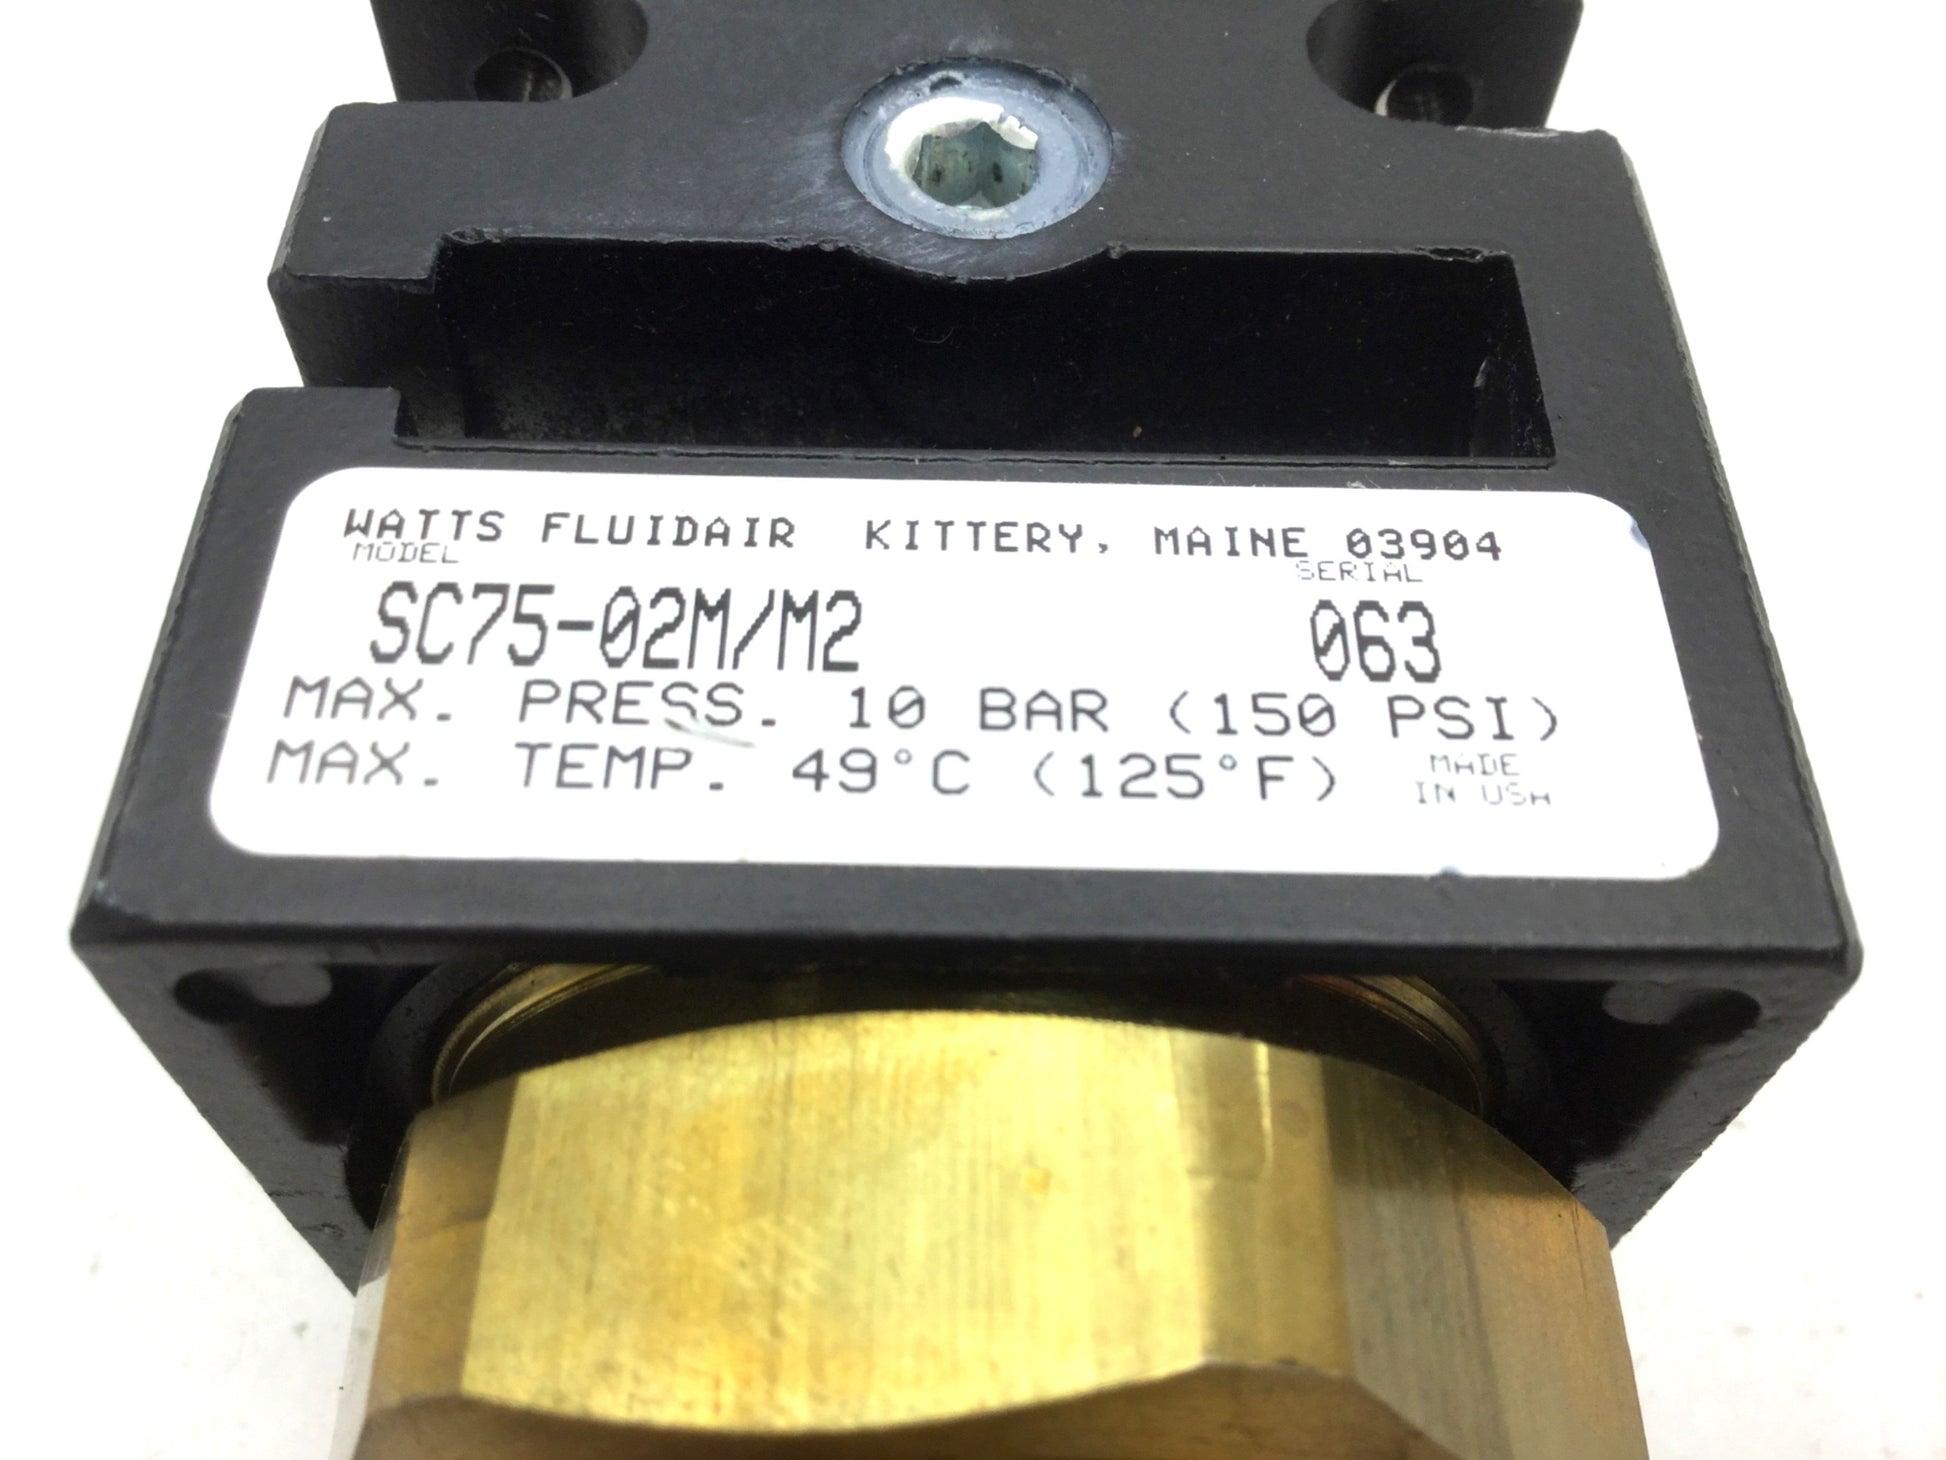 WATTS FLUIDAIR KITTERY, MAINE 03904
MODEL SERIAL
SC75-02M/M2 063
MAX. PRESS. 10 BAR (150 PSI)
MAX. TEMP. 49°C (125°F) MADE
IN USA